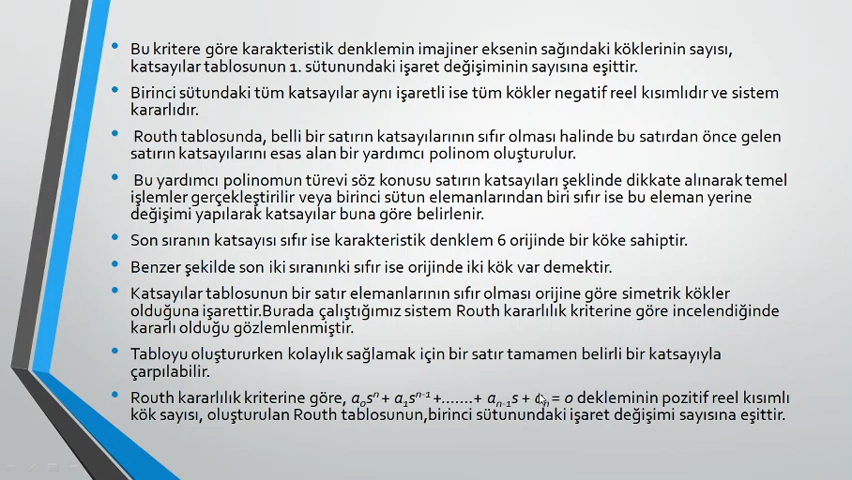 • Bu kritere göre karakteristik denklemin imajiner eksenin sağındaki köklerinin sayısı,
katsayılar tablosunun 1. sütunundaki işaret değişiminin sayısına eşittir.
• Birinci sütundaki tüm katsayılar aynı işaretli ise tüm kökler negatif reel kısımlıdır ve sistem
kararlıdır.
• Routh tablosunda, belli bir satırın katsayılarının sıfır olması halinde bu satırdan önce gelen
satırın katsayılarını esas alan bir yardımcı polinom oluşturulur.
• Bu yardımcı polinomun türevi söz konusu satırın katsayıları şeklinde dikkate alınarak temel
işlemler gerçekleştirilir veya birinci sütun elemanlarından biri sıfır ise bu eleman yerine
değişimi yapılarak katsayılar buna göre belirlenir.
• Son sıranın katsayısı sıfır ise karakteristik denklem 6 orijinde bir köke sahiptir.
• Benzer şekilde son iki sıranınki sıfır ise orijinde iki kök var demektir.
• Katsayılar tablosunun bir satır elemanlarının sıfır olması orijine göre simetrik kökler
olduğuna işarettir.Burada çalıştığımız sistem Routh kararlılık kriterine göre incelendiğinde
kararlı olduğu gözlemlenmiştir.
• Tabloyu oluştururken kolaylık sağlamak için bir satır tamamen belirli bir katsayıyla
çarpılabilir.
• Routh kararlılık kriterine göre, a₀sⁿ + a₁sⁿ⁻¹ +.......+ aₙ₋₁s + aₙ = 0 dekleminin pozitif reel kısımlı
kök sayısı, oluşturulan Routh tablosunun,birinci sütunundaki işaret değişimi sayısına eşittir.